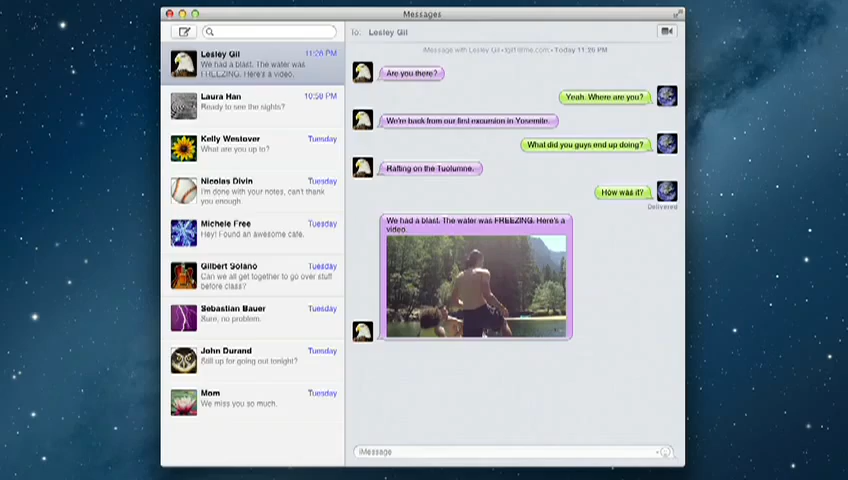 Messages
To: Lesley Gil
Lesley Gil 11:26 PM
We had a blast. The water was
FREEZING. Here's a video.
Laura Han 10:58 PM
Ready to see the sights?
Kelly Westover Tuesday
What are you up to?
Nicolas Divin Tuesday
I'm done with your notes, can't thank
you enough
Michele Free Tuesday
Hey! Found an awesome cafe.
Gilbert Solano Tuesday
Can we all get together to go over stuff
before class?
Sebastian Bauer Tuesday
Sure, no problem.
John Durand Tuesday
Still up for going out tonight?
Mom Tuesday
We miss you so much.
iMessage with Lesley Gil • Today 11:26 PM
Are you there?
Yeah. Where are you?
We're back from our first excursion in Yosemite.
What did you guys end up doing?
Rafting on the Tuolumne.
How was it?
Delivered
We had a blast. The water was FREEZING. Here's a
video.
iMessage